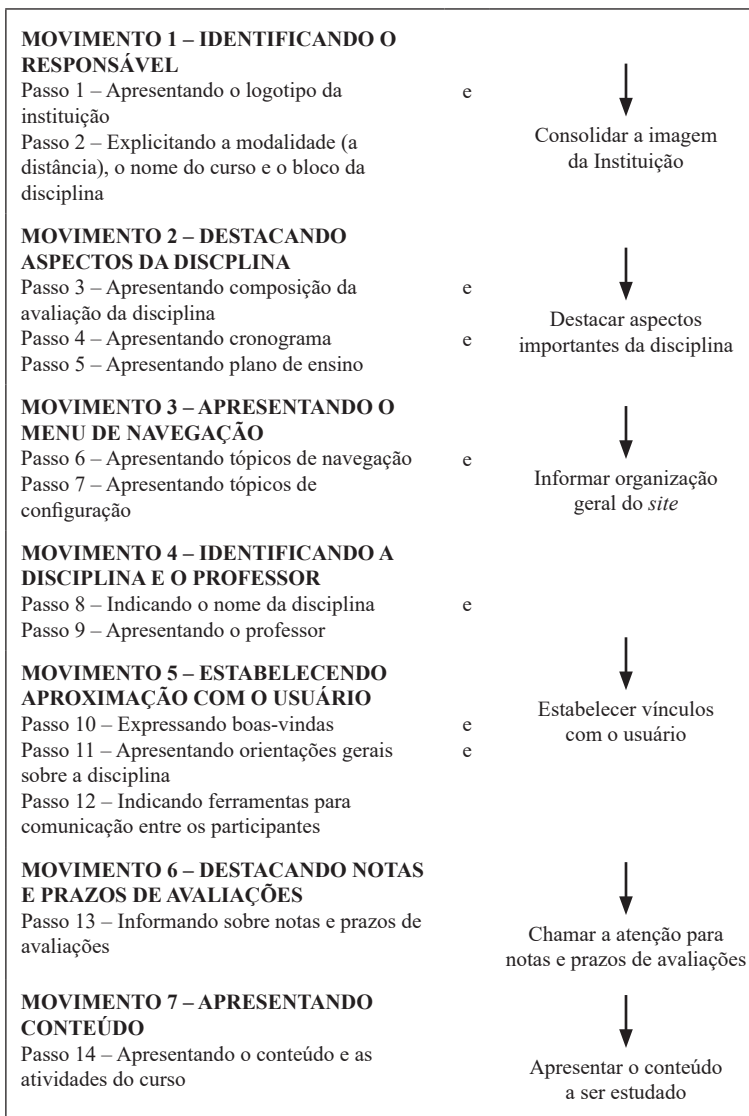 MOVIMENTO 1 – IDENTIFICANDO O
RESPONSÁVEL
Passo 1 – Apresentando o logotipo da e
instituição
Passo 2 – Explicitando a modalidade (a
distância), o nome do curso e o bloco da
disciplina
Consolidar a imagem
da Instituição
MOVIMENTO 2 – DESTACANDO
ASPECTOS DA DISCPLINA
Passo 3 – Apresentando composição da e
avaliação da disciplina
Passo 4 – Apresentando cronograma e
Passo 5 – Apresentando plano de ensino
Destacar aspectos
importantes da disciplina
MOVIMENTO 3 – APRESENTANDO O
MENU DE NAVEGAÇÃO
Passo 6 – Apresentando tópicos de navegação e
Passo 7 – Apresentando tópicos de
configuração
Informar organização
geral do site
MOVIMENTO 4 – IDENTIFICANDO A
DISCIPLINA E O PROFESSOR
Passo 8 – Indicando o nome da disciplina e
Passo 9 – Apresentando o professor
MOVIMENTO 5 – ESTABELECENDO
APROXIMAÇÃO COM O USUÁRIO
Passo 10 – Expressando boas-vindas e
Passo 11 – Apresentando orientações gerais e
sobre a disciplina
Passo 12 – Indicando ferramentas para
comunicação entre os participantes
Estabelecer vínculos
com o usuário
MOVIMENTO 6 – DESTACANDO NOTAS
E PRAZOS DE AVALIAÇÕES
Passo 13 – Informando sobre notas e prazos de
avaliações
Chamar a atenção para
notas e prazos de avaliações
MOVIMENTO 7 – APRESENTANDO
CONTEÚDO
Passo 14 – Apresentando o conteúdo e as
atividades do curso
Apresentar o conteúdo
a ser estudado